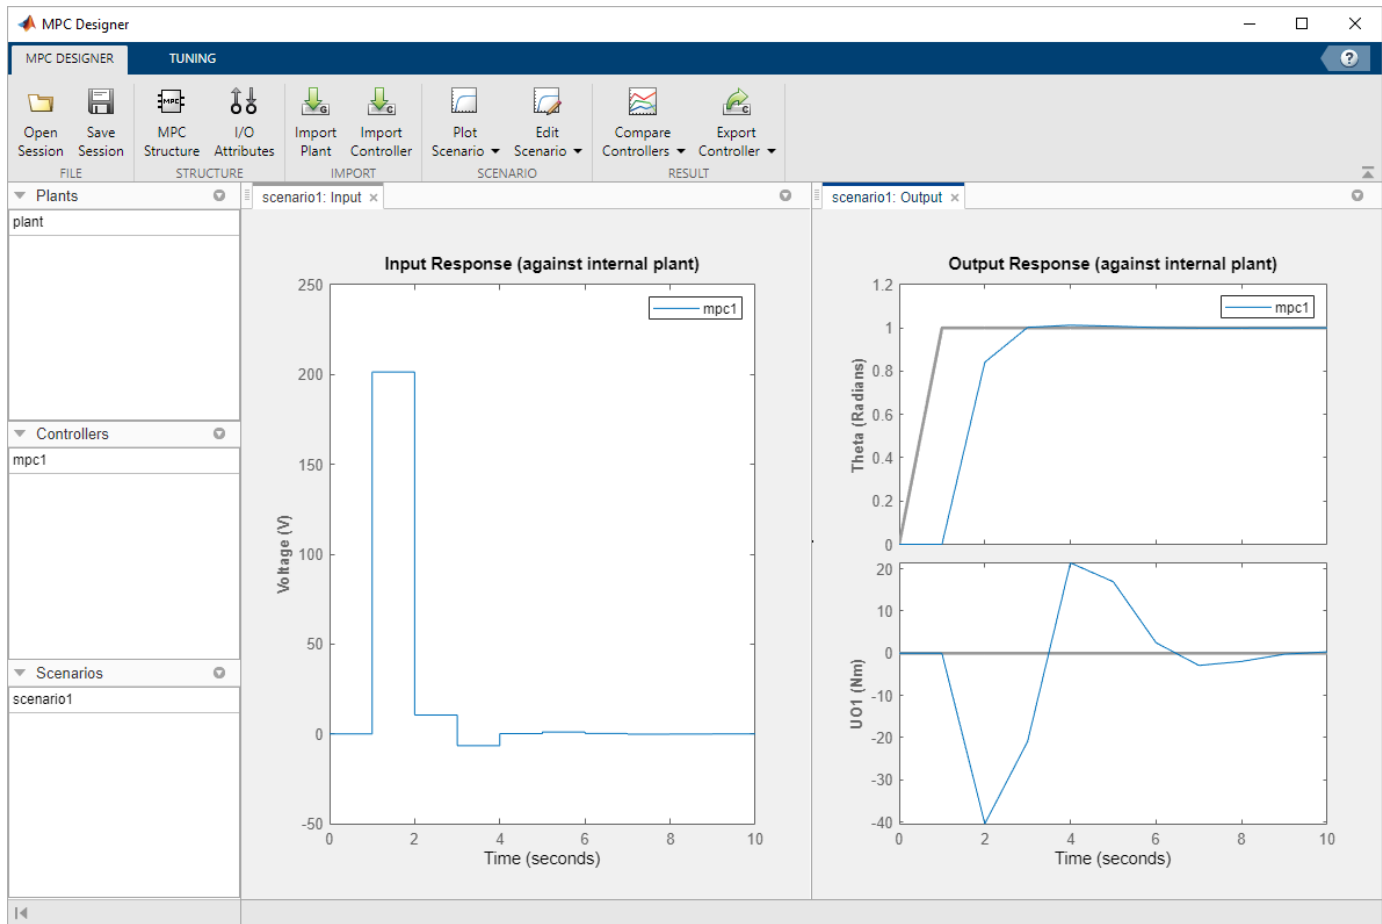 MPC Designer
MPC DESIGNER TUNING
?
MPC
G C C
Open Save MPC I/O Import Import Plot Edit Compare Export
Session Session Structure Attributes Plant Controller Scenario Scenario Controllers Controller
FILE STRUCTURE IMPORT SCENARIO RESULT
Plants
plant
Controllers
mpc1
Scenarios
scenario1
scenario1: Input
Input Response (against internal plant)
mpc1
250
200
150
100
50
0
-50
Voltage (V)
0 2 4 6 8 10
Time (seconds)
scenario1: Output
Output Response (against internal plant)
mpc1
1.2
1
0.8
0.6
0.4
0.2
0
Theta (Radians)
20
10
0
-10
-20
-30
-40
UO1 (Nm)
0 2 4 6 8 10
Time (seconds)